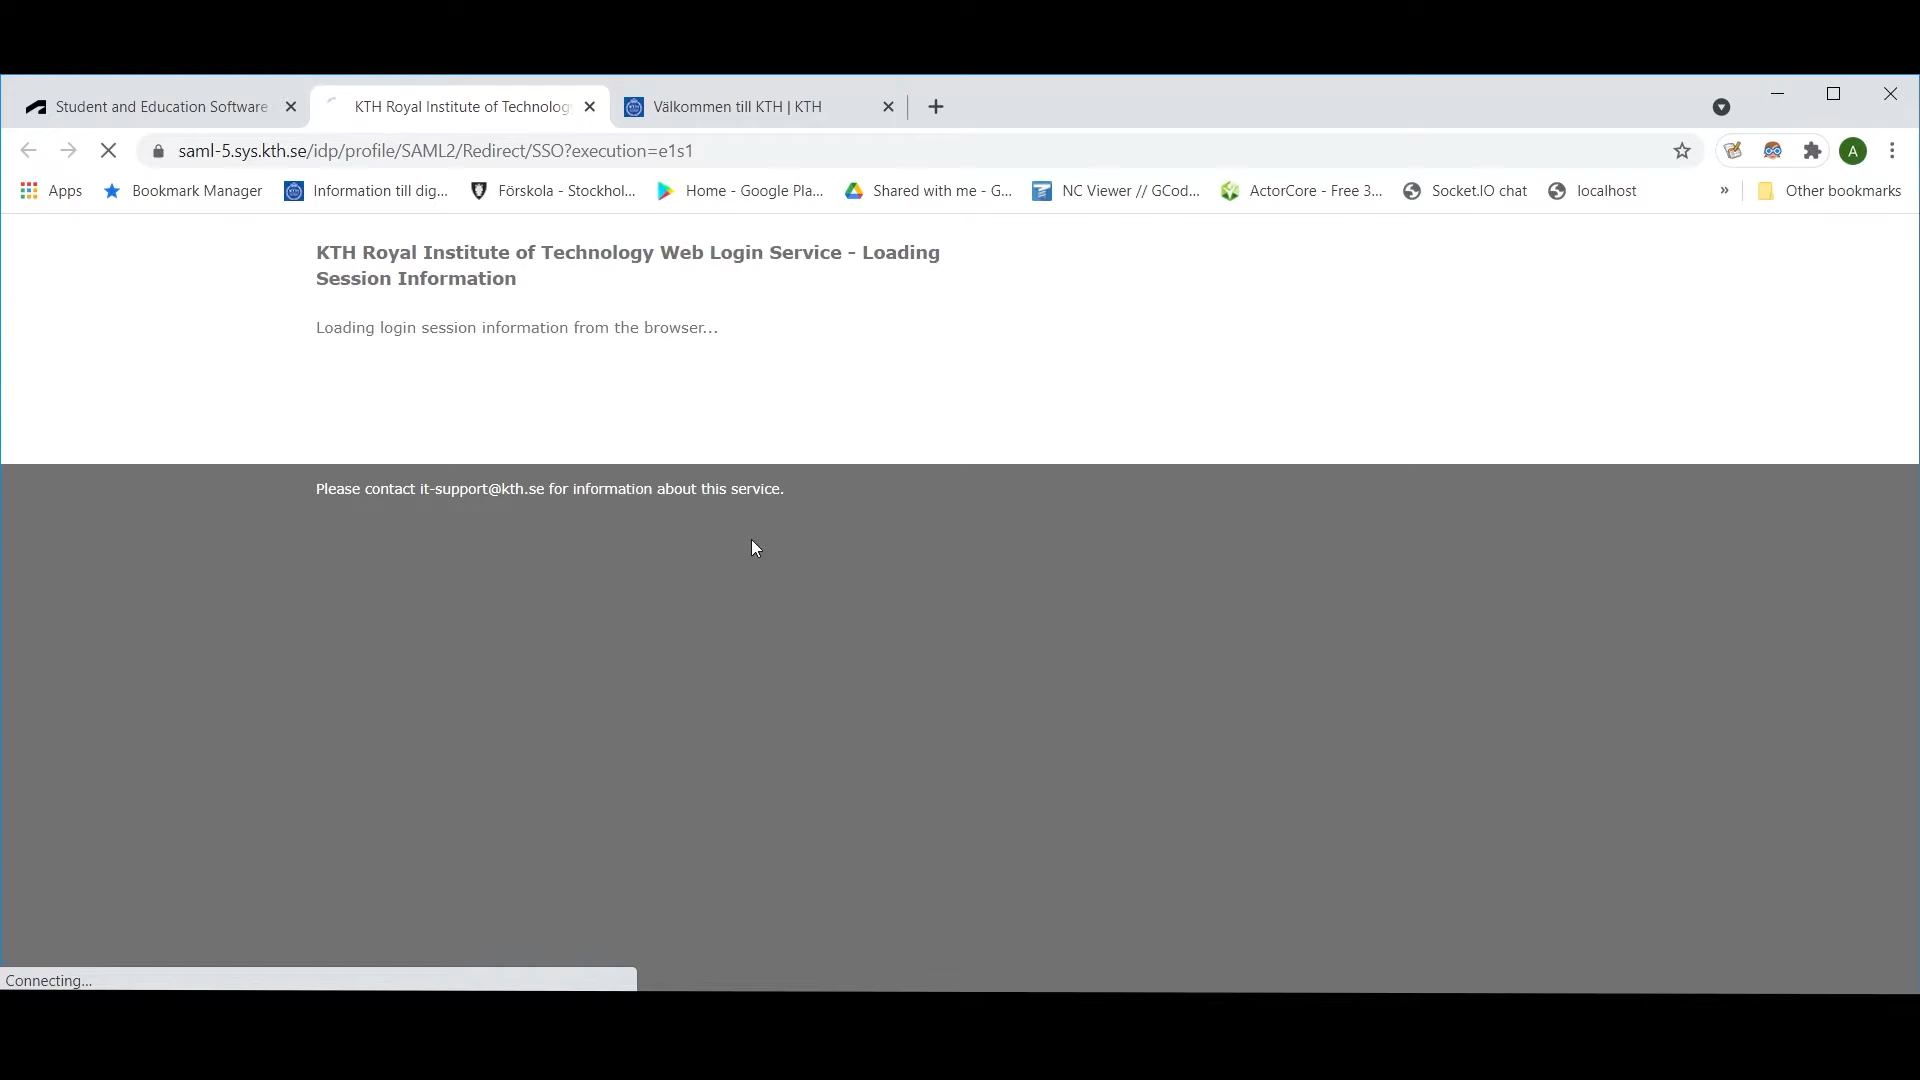 Student and Education Software
KTH Royal Institute of Technolog
Välkommen till KTH | KTH
saml-5.sys.kth.se/idp/profile/SAML2/Redirect/SSO?execution=e1s1
A
Apps
Bookmark Manager
Information till dig...
Förskola - Stockhol...
Home - Google Pla...
Shared with me - G...
NC Viewer // GCod...
ActorCore - Free 3...
Socket.IO chat
localhost
»
Other bookmarks
KTH Royal Institute of Technology Web Login Service - Loading
Session Information
Loading login session information from the browser...
Please contact it-support@kth.se for information about this service.
Connecting...